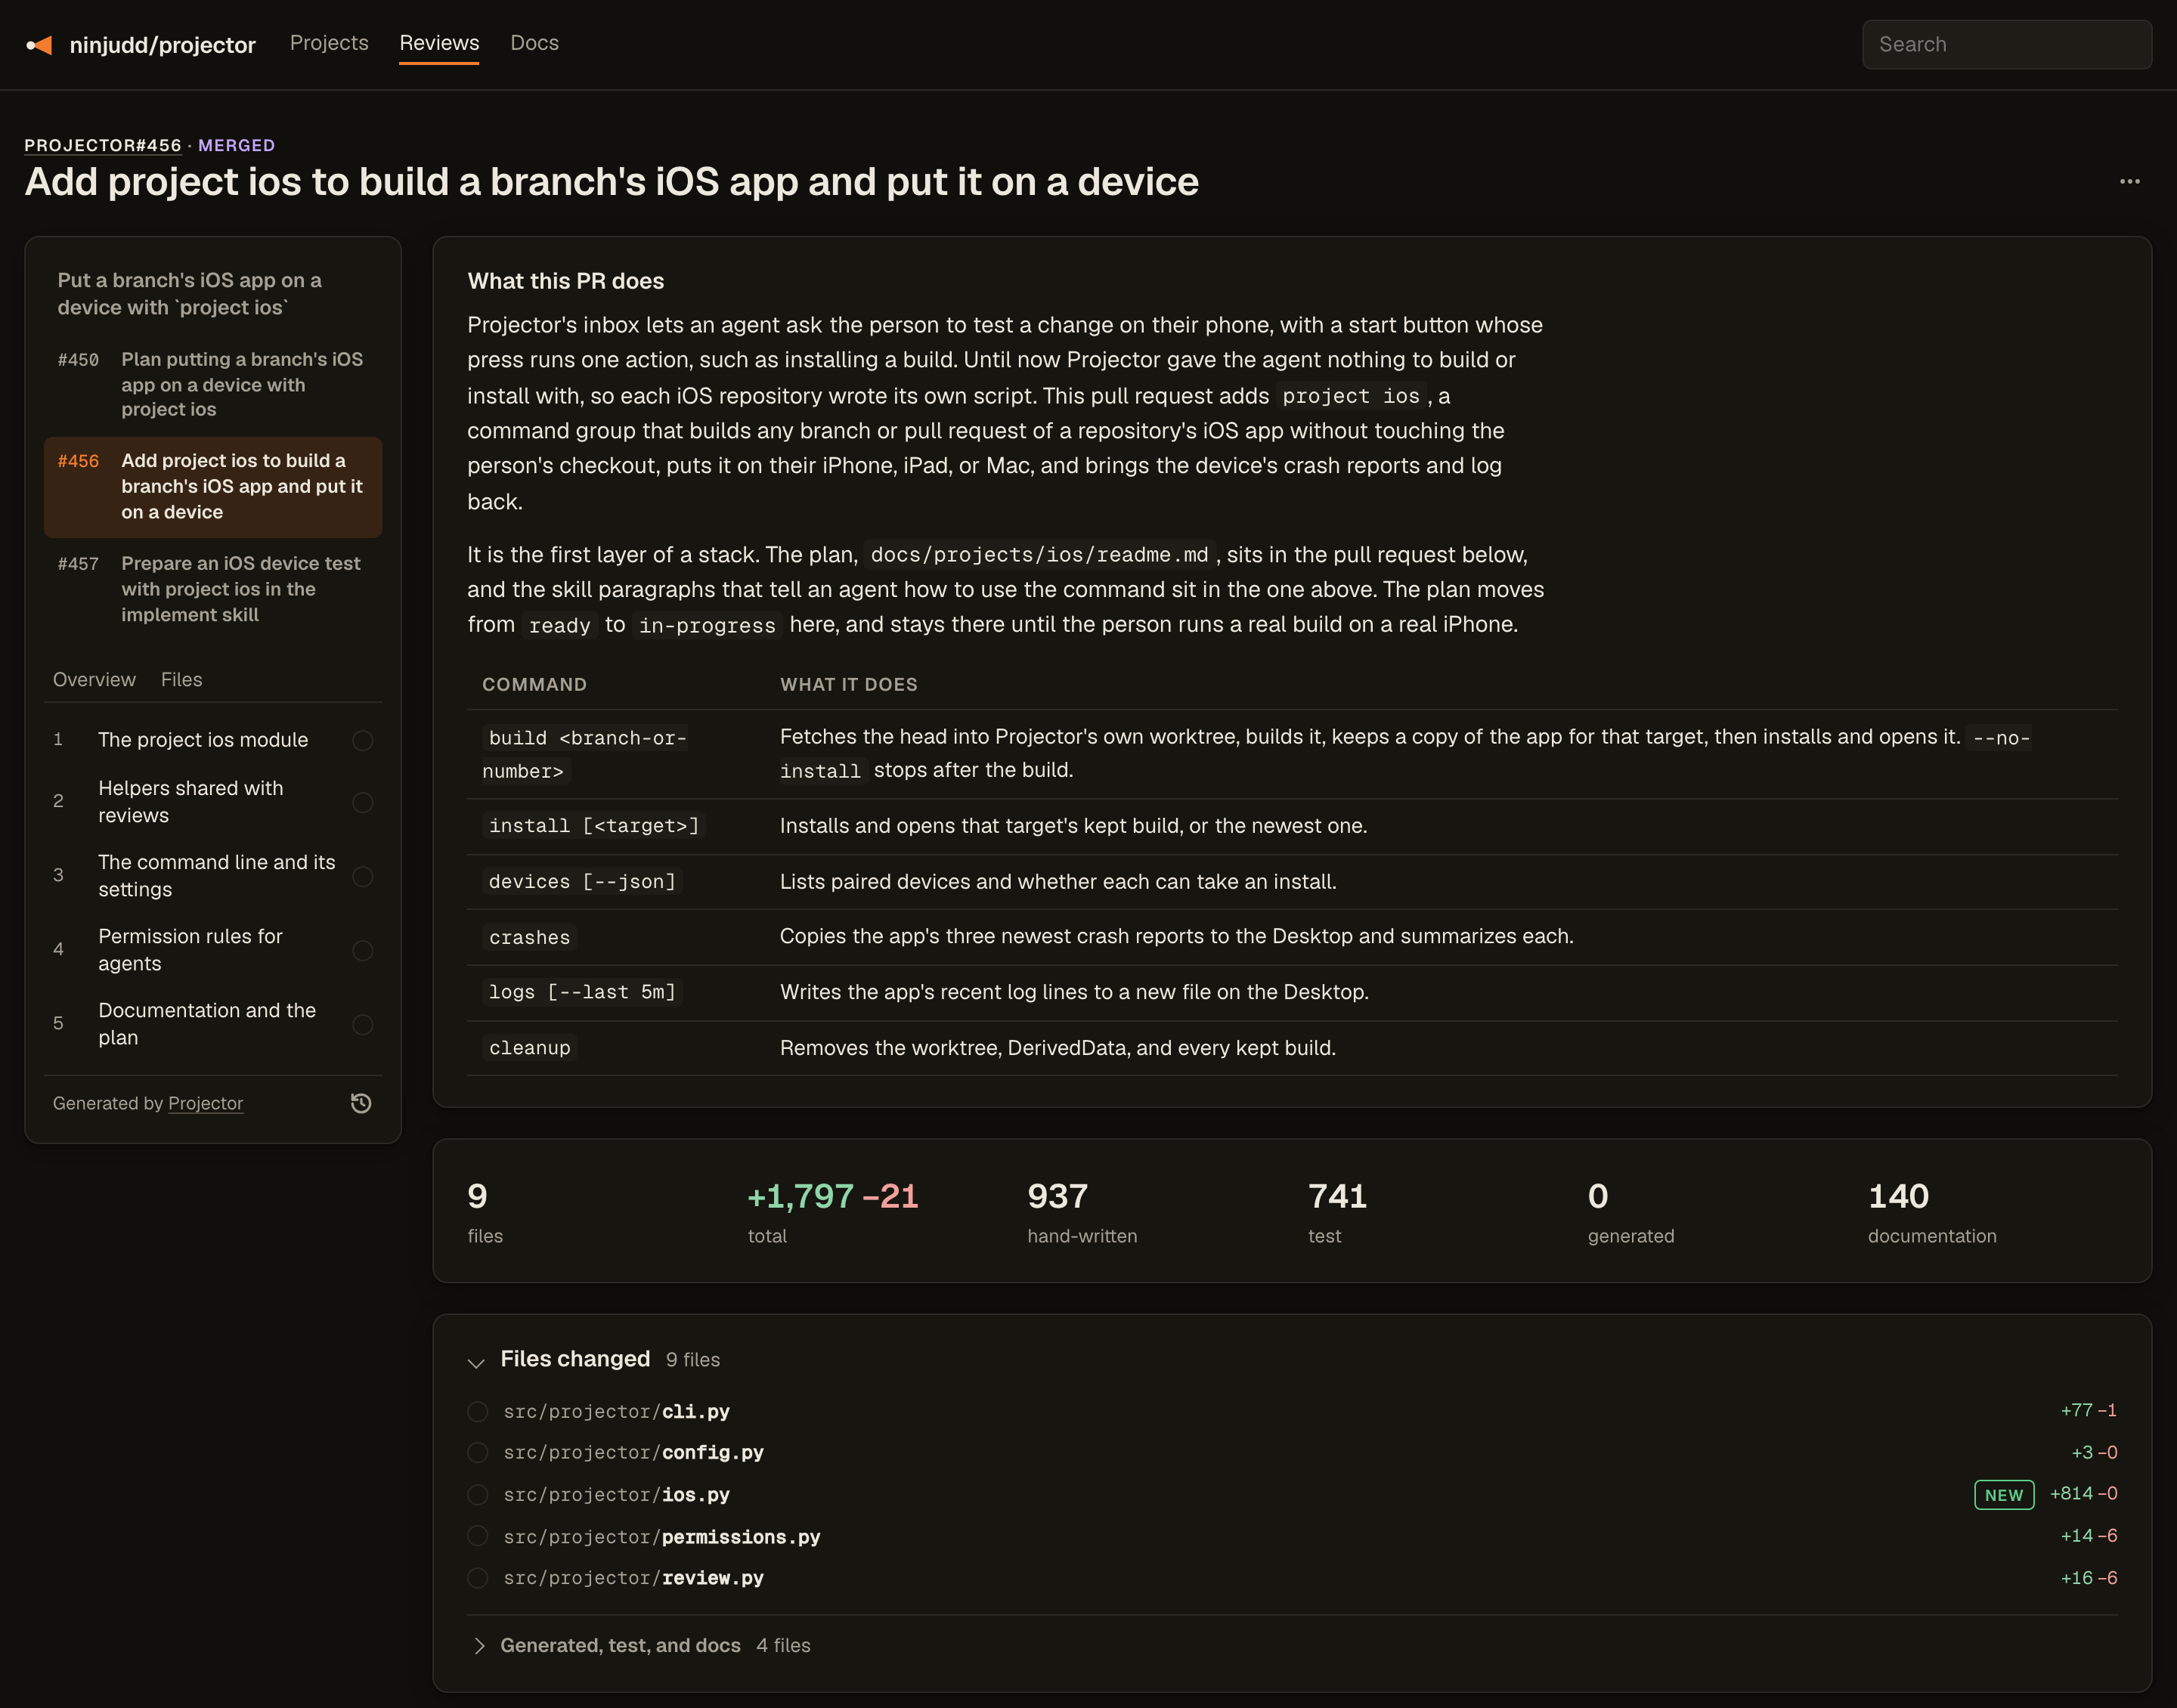 ninjudd/projector Projects Reviews Docs Search
PROJECTOR#456 · MERGED
Add project ios to build a branch's iOS app and put it on a device
Put a branch's iOS app on a
device with `project ios`
#450 Plan putting a branch's iOS
app on a device with
project ios
#456 Add project ios to build a
branch's iOS app and put it
on a device
#457 Prepare an iOS device test
with project ios in the
implement skill
Overview Files
1 The project ios module
2 Helpers shared with
reviews
3 The command line and its
settings
4 Permission rules for
agents
5 Documentation and the
plan
Generated by Projector
What this PR does
Projector's inbox lets an agent ask the person to test a change on their phone, with a start button whose
press runs one action, such as installing a build. Until now Projector gave the agent nothing to build or
install with, so each iOS repository wrote its own script. This pull request adds project ios, a
command group that builds any branch or pull request of a repository's iOS app without touching the
person's checkout, puts it on their iPhone, iPad, or Mac, and brings the device's crash reports and log
back.
It is the first layer of a stack. The plan, docs/projects/ios/readme.md, sits in the pull request below,
and the skill paragraphs that tell an agent how to use the command sit in the one above. The plan moves
from ready to in-progress here, and stays there until the person runs a real build on a real iPhone.
COMMAND WHAT IT DOES
build <branch-or-
number>
Fetches the head into Projector's own worktree, builds it, keeps a copy of the app for that target, then installs and opens it. --no-
install stops after the build.
install [<target>] Installs and opens that target's kept build, or the newest one.
devices [--json] Lists paired devices and whether each can take an install.
crashes Copies the app's three newest crash reports to the Desktop and summarizes each.
logs [--last 5m] Writes the app's recent log lines to a new file on the Desktop.
cleanup Removes the worktree, DerivedData, and every kept build.
9 +1,797 −21 937 741 0 140
files total hand-written test generated documentation
Files changed 9 files
src/projector/cli.py +77 −1
src/projector/config.py +3 −0
src/projector/ios.py NEW +814 −0
src/projector/permissions.py +14 −6
src/projector/review.py +16 −6
Generated, test, and docs 4 files